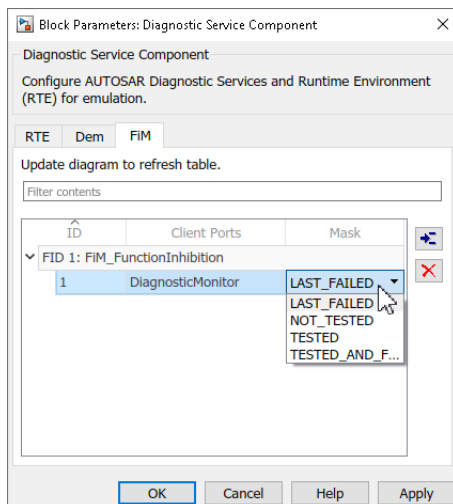 Block Parameters: Diagnostic Service Component
Diagnostic Service Component
Configure AUTOSAR Diagnostic Services and Runtime Environment
(RTE) for emulation.
RTE Dem FiM
Update diagram to refresh table.
Filter contents
ID Client Ports Mask
FID 1: FiM_FunctionInhibition
1 DiagnosticMonitor LAST_FAILED
LAST_FAILED
NOT_TESTED
TESTED
TESTED_AND_F...
OK Cancel Help Apply